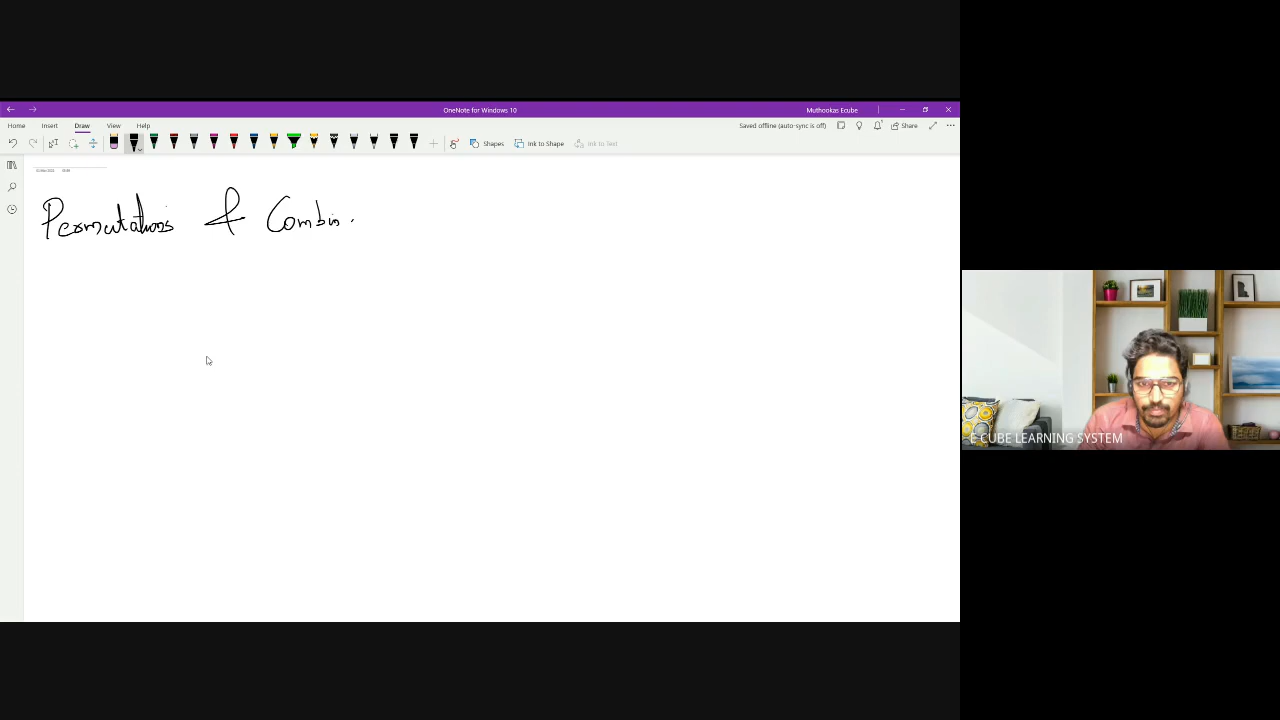 OneNote for Windows 10
Muthookas Ecube
Home Insert Draw View Help
Saved offline (auto-sync is off)
Share
Shapes
Ink to Shape
Ink to Text
Permutations & Combin
E CUBE LEARNING SYSTEM